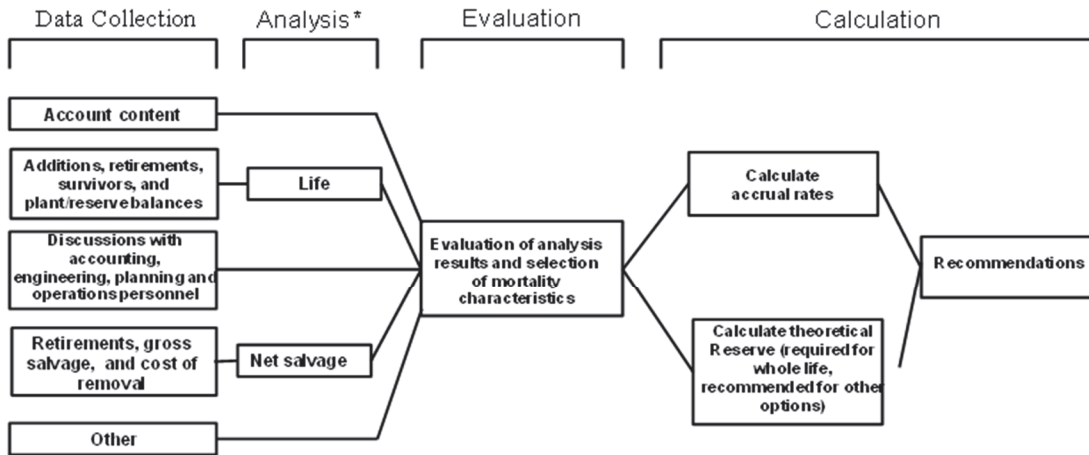 Data Collection
Analysis*
Evaluation
Calculation
Account content
Additions, retirements,
survivors, and
plant/reserve balances
Life
Discussions with
accounting,
engineering, planning and
operations personnel
Retirements, gross
salvage, and cost of
removal
Net salvage
Other
Evaluation of analysis
results and selection
of mortality
characteristics
Calculate
accrual rates
Calculate theoretical
Reserve (required for
whole life,
recommended for other
options)
Recommendations